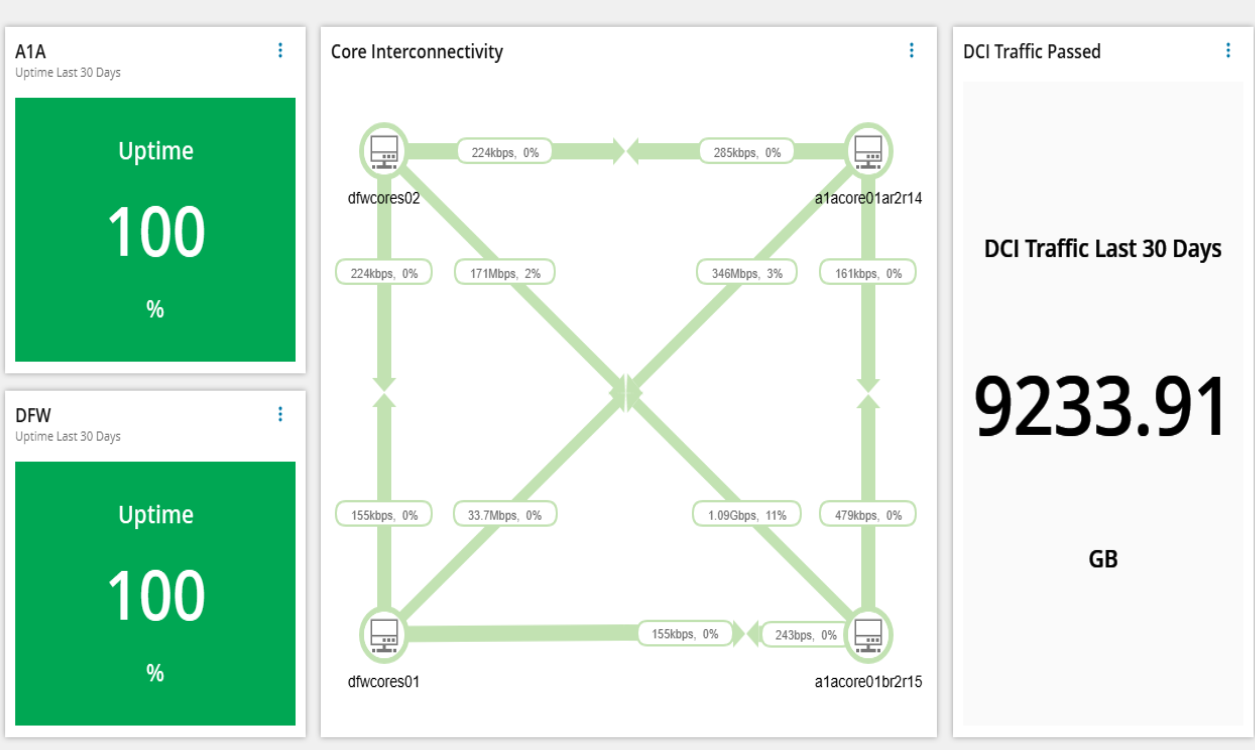 A1A
Uptime Last 30 Days
Uptime
100
%
DFW
Uptime Last 30 Days
Uptime
100
%
Core Interconnectivity
224kbps, 0%
285kbps, 0%
dfwcores02
a1acore01ar2r14
224kbps, 0%
171Mbps, 2%
346Mbps, 3%
161kbps, 0%
155kbps, 0%
33.7Mbps, 0%
1.09Gbps, 11%
479kbps, 0%
155kbps, 0%
243bps, 0%
dfwcores01
a1acore01br2r15
DCI Traffic Passed
DCI Traffic Last 30 Days
9233.91
GB